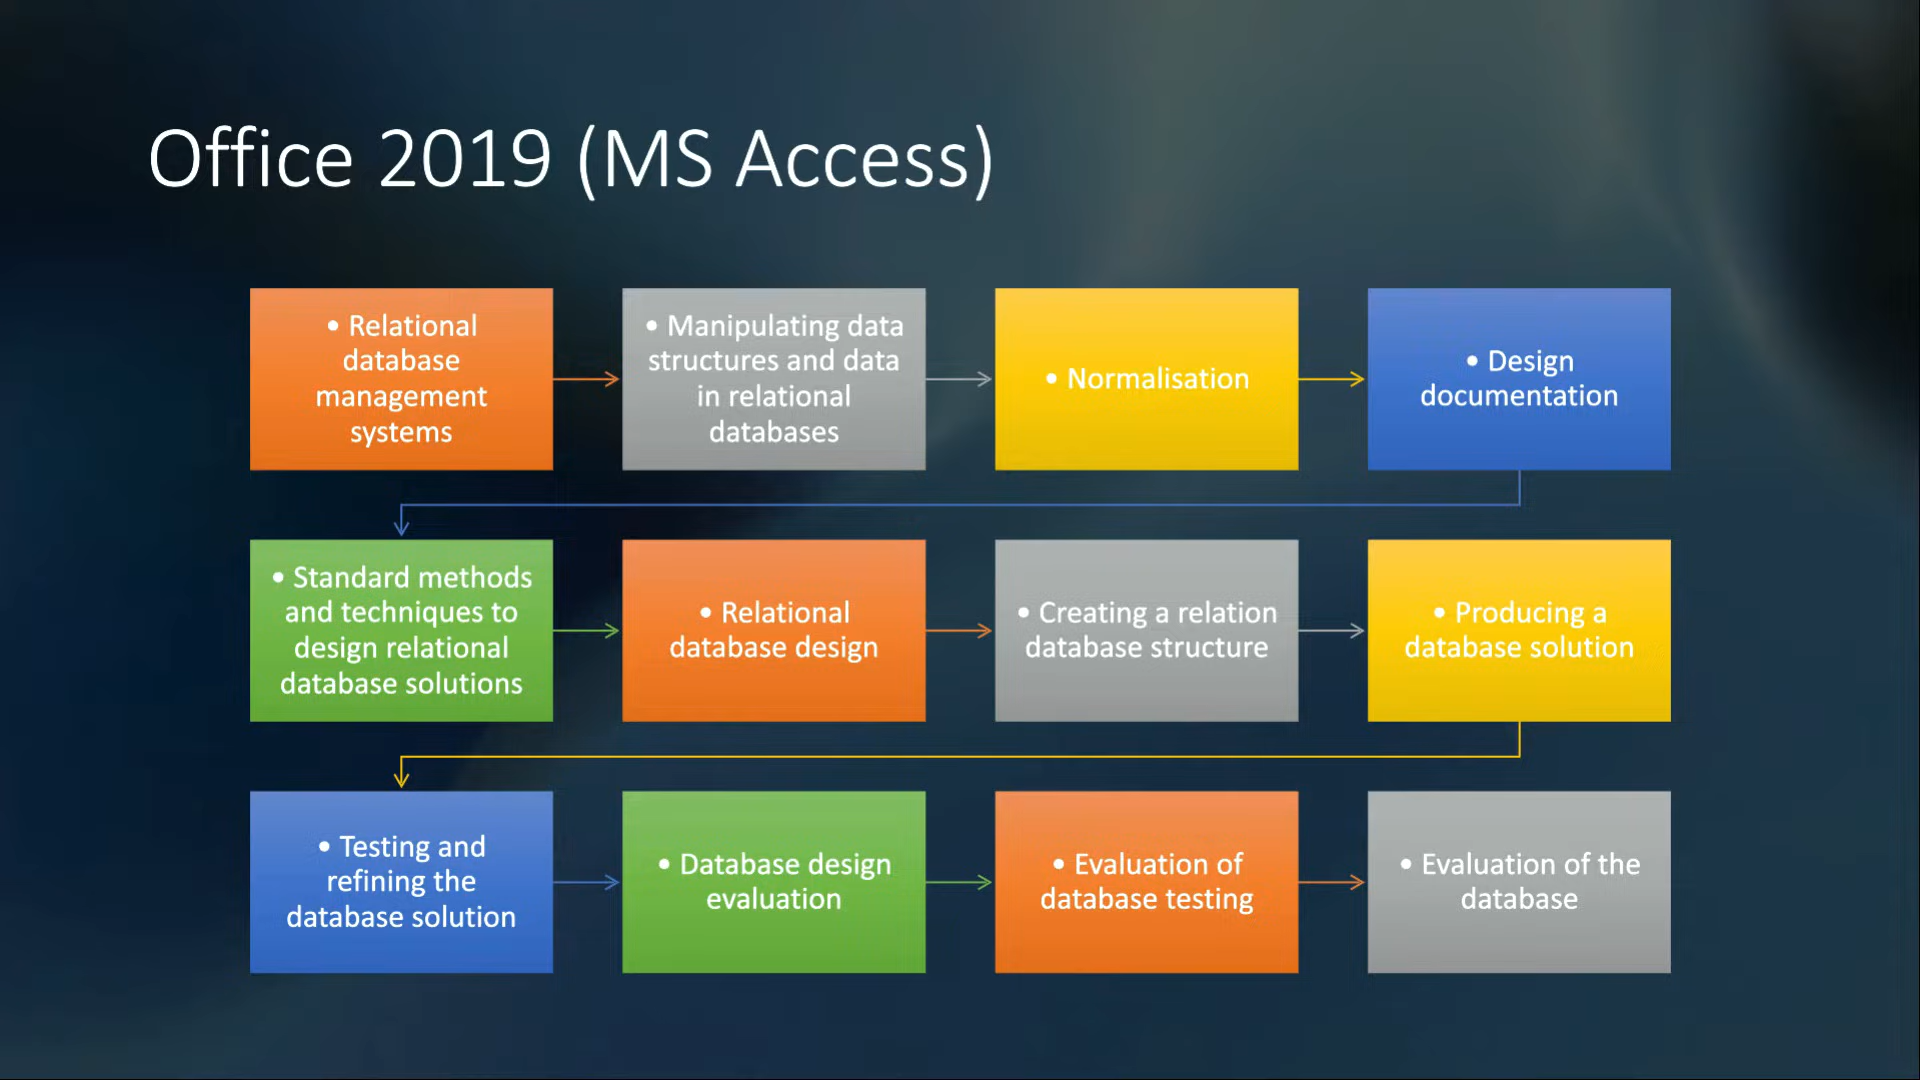 Office 2019 (MS Access)
• Relational
database
management
systems
• Manipulating data
structures and data
in relational
databases
• Normalisation
• Design
documentation
• Standard methods
and techniques to
design relational
database solutions
• Relational
database design
• Creating a relation
database structure
• Producing a
database solution
• Testing and
refining the
database solution
• Database design
evaluation
• Evaluation of
database testing
• Evaluation of the
database